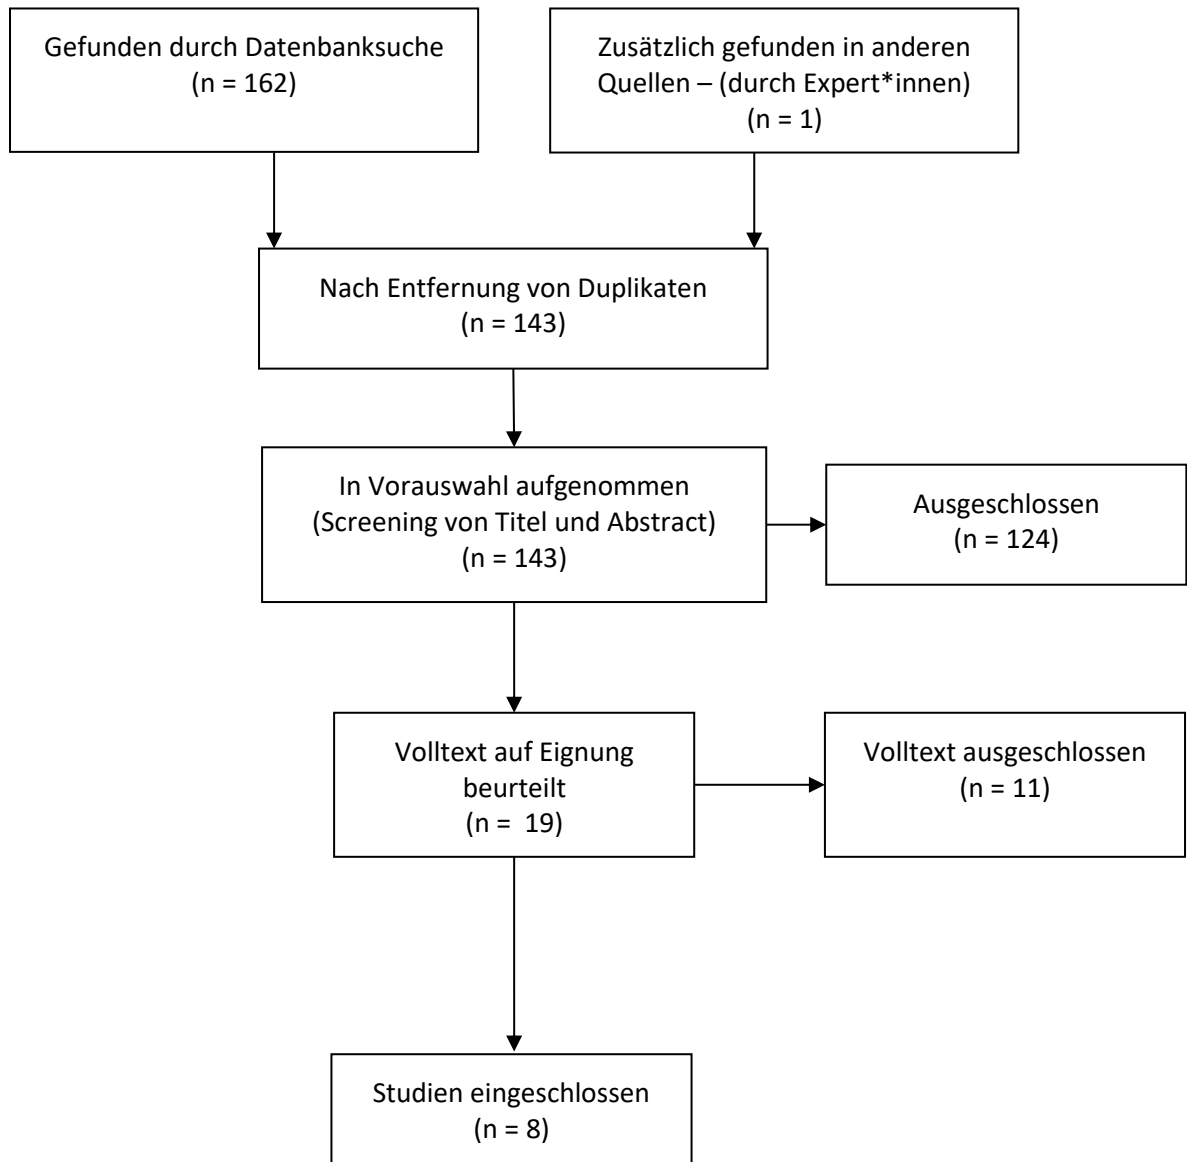 Gefunden durch Datenbanksuche
(n = 162)
Zusätzlich gefunden in anderen
Quellen – (durch Expert*innen)
(n = 1)
Nach Entfernung von Duplikaten
(n = 143)
In Vorauswahl aufgenommen
(Screening von Titel und Abstract)
(n = 143)
Ausgeschlossen
(n = 124)
Volltext auf Eignung
beurteilt
(n =  19)
Volltext ausgeschlossen
(n = 11)
Studien eingeschlossen
(n = 8)